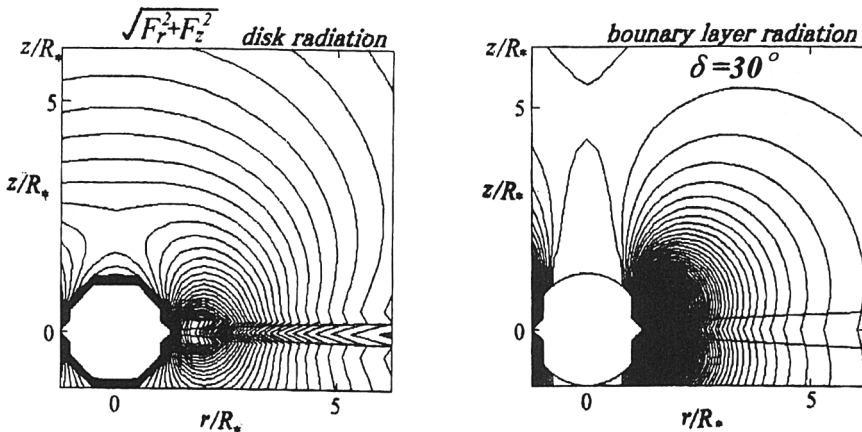 √F_r²+F_z²
disk radiation
z/R*
5
z/R*
0
0
5
r/R*
bounary layer radiation
δ=30°
z/R*
5
z/R*
0
0
5
r/R*